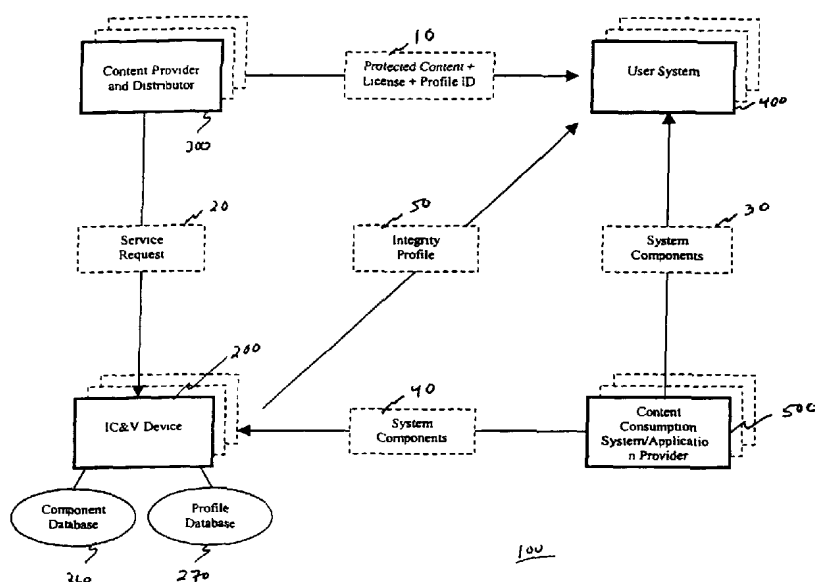 10
Content Provider
and Distributor
Protected Content +
License + Profile ID
User System
300
400
20
50
30
Service
Request
Integrity
Profile
System
Components
200
40
IC&V Device
System
Components
Content
Consumption
System/Applicatio
n Provider
500
Component
Database
Profile
Database
260
270
100